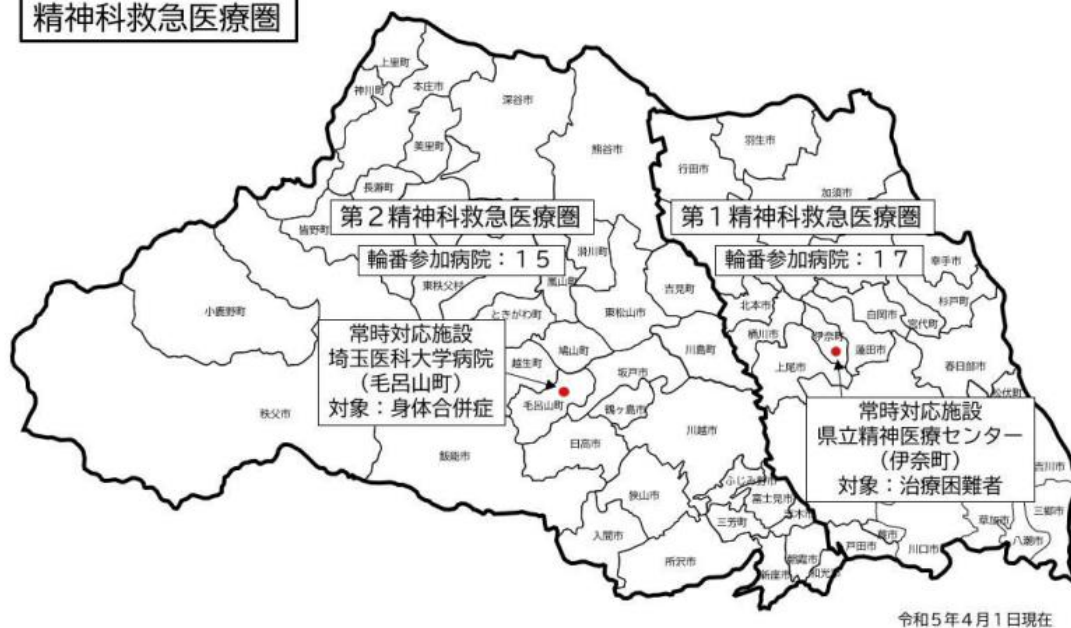 精神科救急医療圏
上里町
神川町
本庄市
深谷市
美里町
熊谷市
羽生市
行田市
加須市
長瀞町
皆野町
第2精神科救急医療圏
第1精神科救急医療圏
輪番参加病院:15
輪番参加病院:17
滑川町
幸手市
小鹿野町
東秩父村
嵐山町
吉見町
北本市
白岡市
杉戸町
宮代町
ときがわ町
東松山市
桶川市
伊奈町
蓮田市
常時対応施設
埼玉医科大学病院
(毛呂山町)
対象:身体合併症
越生町
鳩山町
川島町
上尾市
春日部市
坂戸市
松伏町
秩父市
毛呂山町
鶴ヶ島市
常時対応施設
県立精神医療センター
(伊奈町)
対象:治療困難者
日高市
川越市
飯能市
吉川市
ふじみ野市
狭山市
富士見市
三郷市
入間市
三芳町
志木市
草加市
八潮市
所沢市
朝霞市
戸田市
蕨市
川口市
新座市
和光市
令和5年4月1日現在